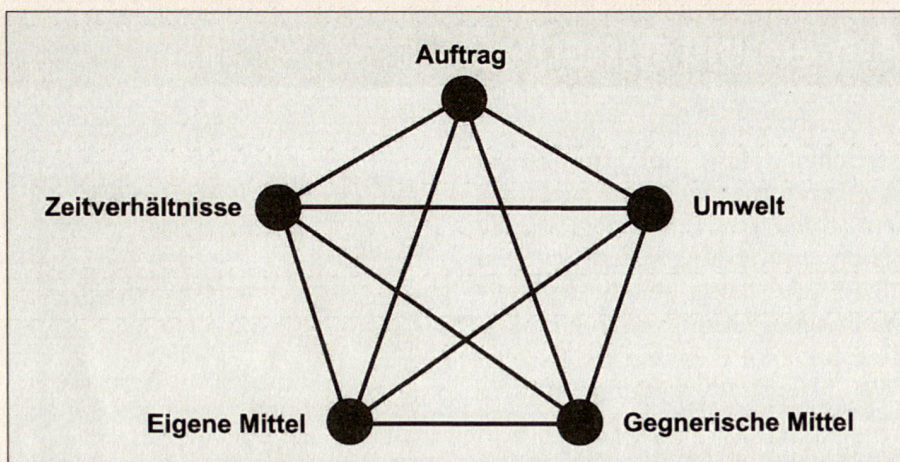 Auftrag
Zeitverhältnisse
Umwelt
Eigene Mittel
Gegnerische Mittel